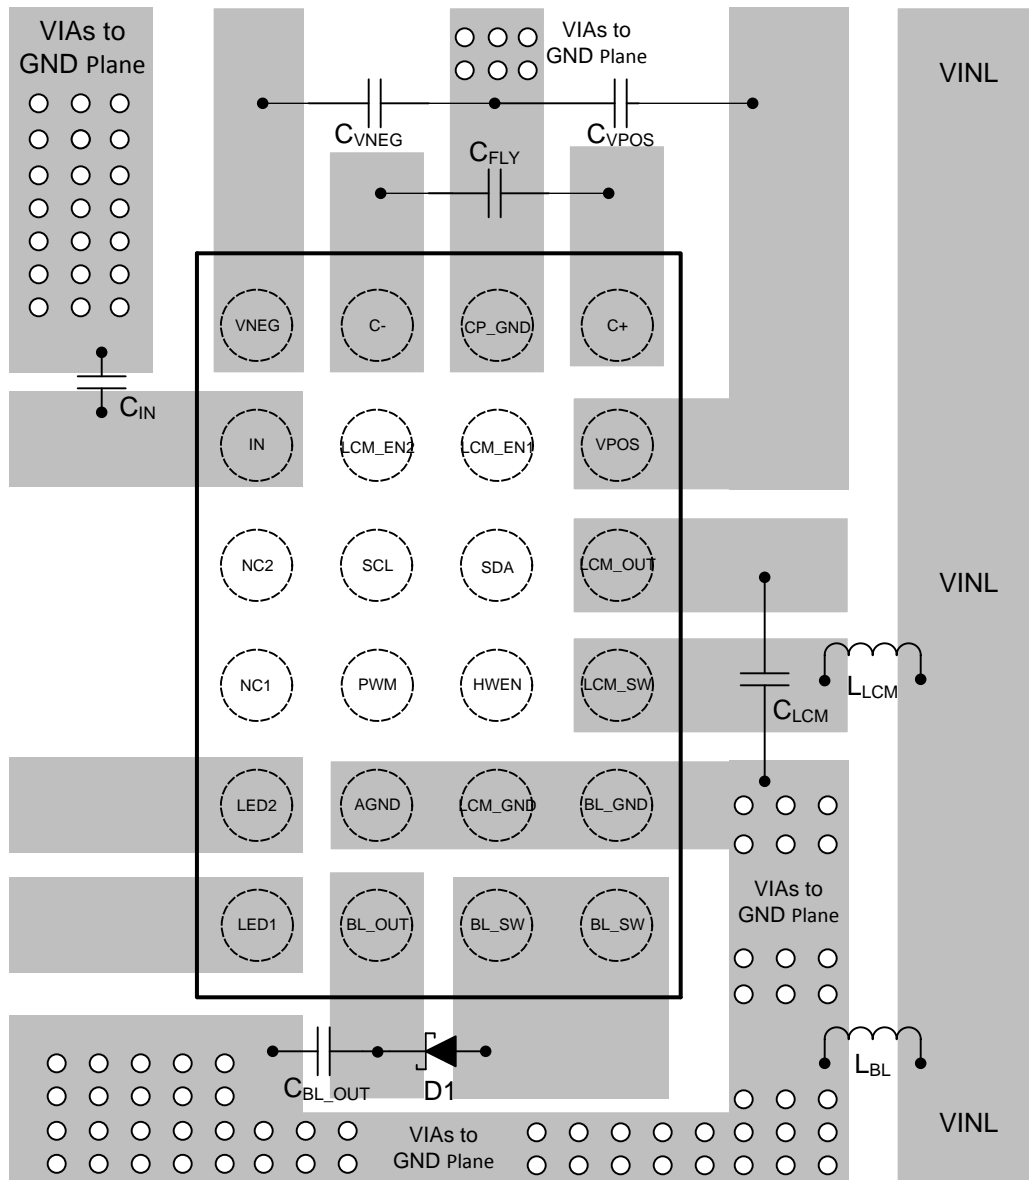 VIAs to
GND Plane
VIAs to
GND Plane
VINL
CVNEG
CVPOS
CFLY
VNEG
C-
CP_GND
C+
CIN
IN
LCM_EN2
LCM_EN1
VPOS
NC2
SCL
SDA
LCM_OUT
VINL
NC1
PWM
HWEN
LCM_SW
LLCM
CLCM
LED2
AGND
LCM_GND
BL_GND
VIAs to
GND Plane
LED1
BL_OUT
BL_SW
BL_SW
CBL_OUT
D1
LBL
VIAs to
GND Plane
VINL